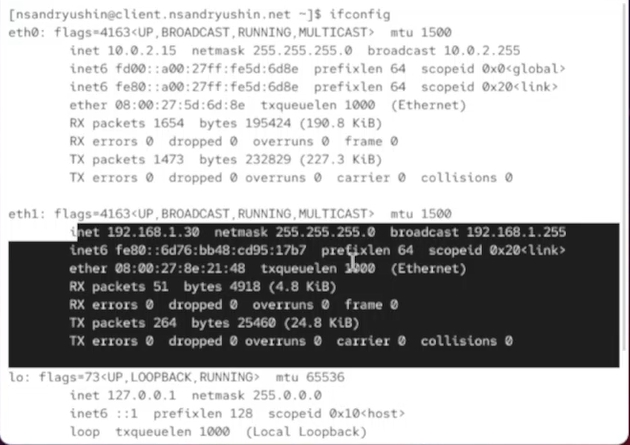 [nsandryushin@client.nsandryushin.net ~]$ ifconfig
eth0: flags=4163<UP,BROADCAST,RUNNING,MULTICAST>  mtu 1500
inet 10.0.2.15  netmask 255.255.255.0  broadcast 10.0.2.255
inet6 fd00::a00:27ff:fe5d:6d8e  prefixlen 64  scopeid 0x0<global>
inet6 fe80::a00:27ff:fe5d:6d8e  prefixlen 64  scopeid 0x20<link>
ether 08:00:27:5d:6d:8e  txqueuelen 1000  (Ethernet)
RX packets 1654  bytes 195424 (190.8 KiB)
RX errors 0  dropped 0  overruns 0  frame 0
TX packets 1473  bytes 232829 (227.3 KiB)
TX errors 0  dropped 0 overruns 0  carrier 0  collisions 0
eth1: flags=4163<UP,BROADCAST,RUNNING,MULTICAST>  mtu 1500
inet 192.168.1.30  netmask 255.255.255.0  broadcast 192.168.1.255
inet6 fe80::6d76:bb48:cd95:17b7  prefixlen 64  scopeid 0x20<link>
ether 08:00:27:8e:21:48  txqueuelen 1000  (Ethernet)
RX packets 51  bytes 4918 (4.8 KiB)
RX errors 0  dropped 0  overruns 0  frame 0
TX packets 264  bytes 25460 (24.8 KiB)
TX errors 0  dropped 0 overruns 0  carrier 0  collisions 0
lo: flags=73<UP,LOOPBACK,RUNNING>  mtu 65536
inet 127.0.0.1  netmask 255.0.0.0
inet6 ::1  prefixlen 128  scopeid 0x10<host>
loop  txqueuelen 1000  (Local Loopback)